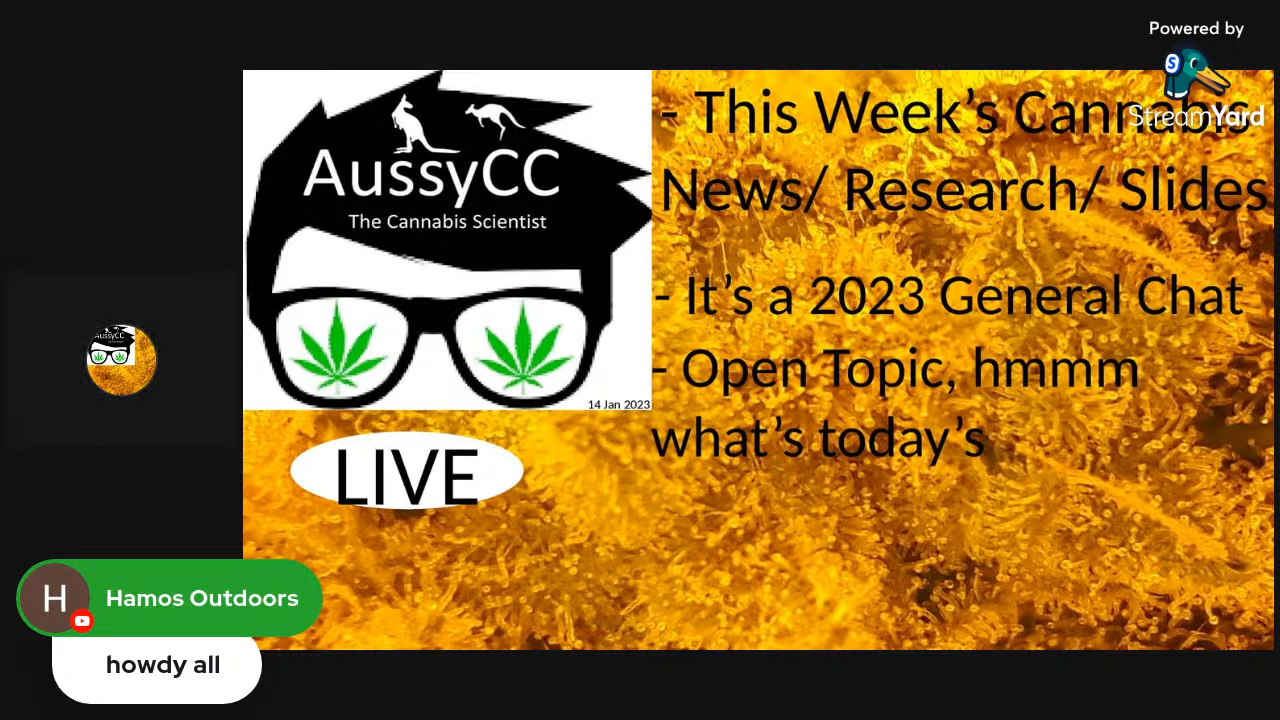 Powered by
StreamYard
AussyCC
The Cannabis Scientist
14 Jan 2023
LIVE
- This Week's Cannabis
News/ Research/ Slides
- It's a 2023 General Chat
- Open Topic, hmmm
what's today's
AussyCC
H
Hamos Outdoors
howdy all